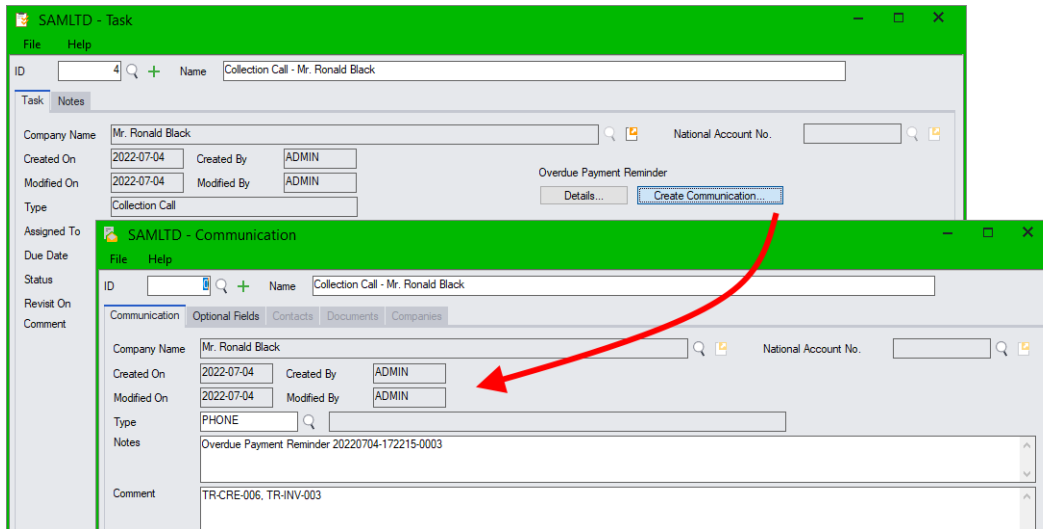 SAMLTD - Task
File Help
ID 4 Name Collection Call - Mr. Ronald Black
Task Notes
Company Name Mr. Ronald Black National Account No.
Created On 2022-07-04 Created By ADMIN
Overdue Payment Reminder
Modified On 2022-07-04 Modified By ADMIN
Details... Create Communication...
Type Collection Call
Assigned To
Due Date
Status
Revisit On
Comment
SAMLTD - Communication
File Help
ID 0 Name Collection Call - Mr. Ronald Black
Communication Optional Fields Contacts Documents Companies
Company Name Mr. Ronald Black National Account No.
Created On 2022-07-04 Created By ADMIN
Modified On 2022-07-04 Modified By ADMIN
Type PHONE
Notes Overdue Payment Reminder 20220704-172215-0003
Comment TR-CRE-006, TR-INV-003